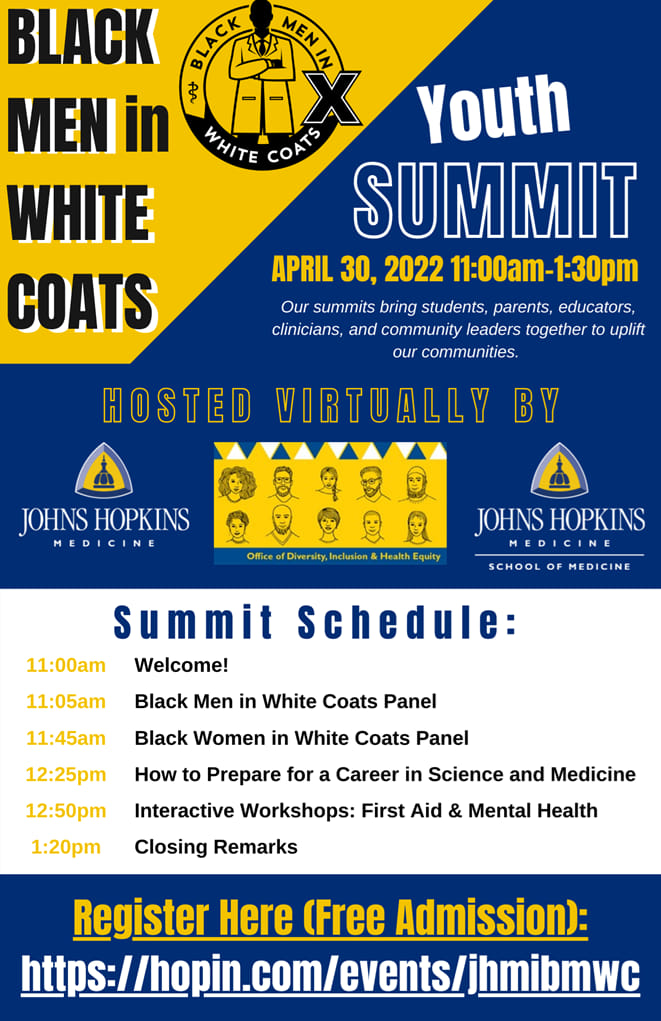 BLACK
MEN in
WHITE
COATS
BLACK MEN IN
X
WHITE COATS
Youth
SUMMIT
APRIL 30, 2022 11:00am-1:30pm
Our summits bring students, parents, educators,
clinicians, and community leaders together to uplift
our communities.
HOSTED VIRTUALLY BY
JOHNS HOPKINS
MEDICINE
Office of Diversity, Inclusion & Health Equity
JOHNS HOPKINS
MEDICINE
SCHOOL OF MEDICINE
Summit Schedule:
11:00am Welcome!
11:05am Black Men in White Coats Panel
11:45am Black Women in White Coats Panel
12:25pm How to Prepare for a Career in Science and Medicine
12:50pm Interactive Workshops: First Aid & Mental Health
1:20pm Closing Remarks
Register Here (Free Admission):
https://hopin.com/events/jhmibmwc